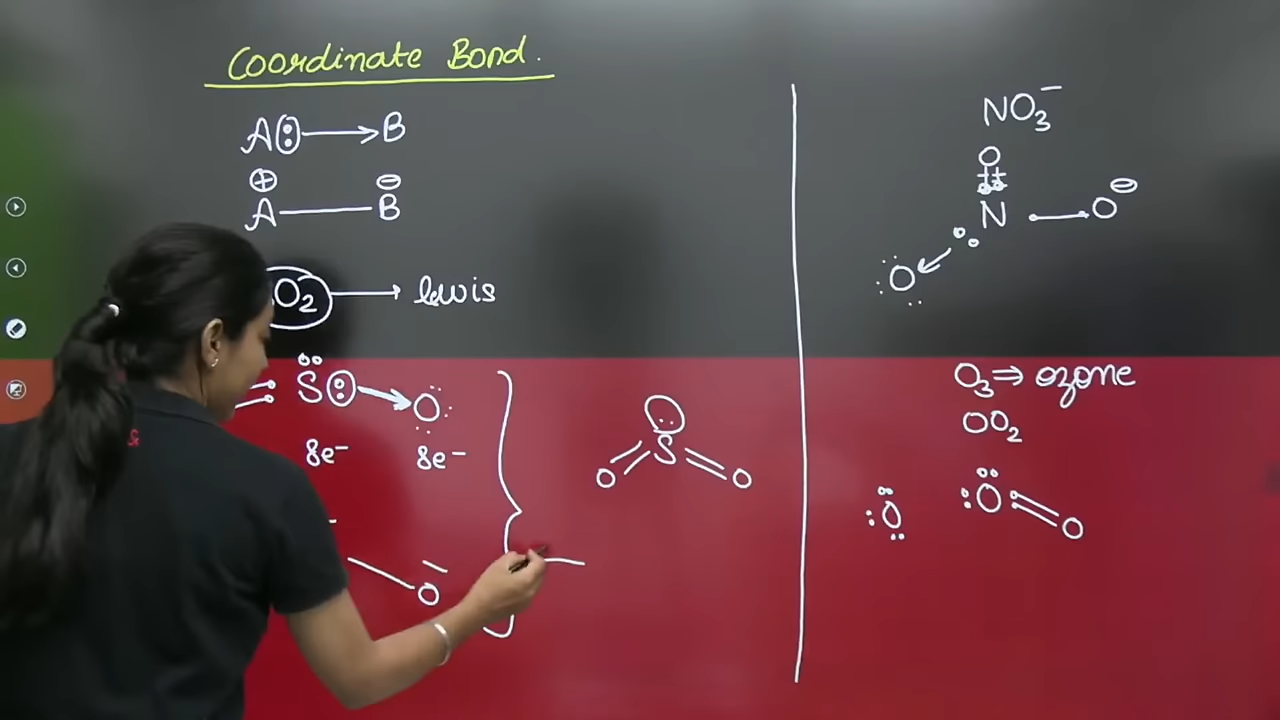 Coordinate Bond.
A: → B
⊕ ⊖
A — B
O2 → lewis
S: → O
8e⁻ 8e⁻
O
S
O O
NO3⁻
O
N — O⊖
O
O3 ⇒ ozone
OO2
:O :O = O